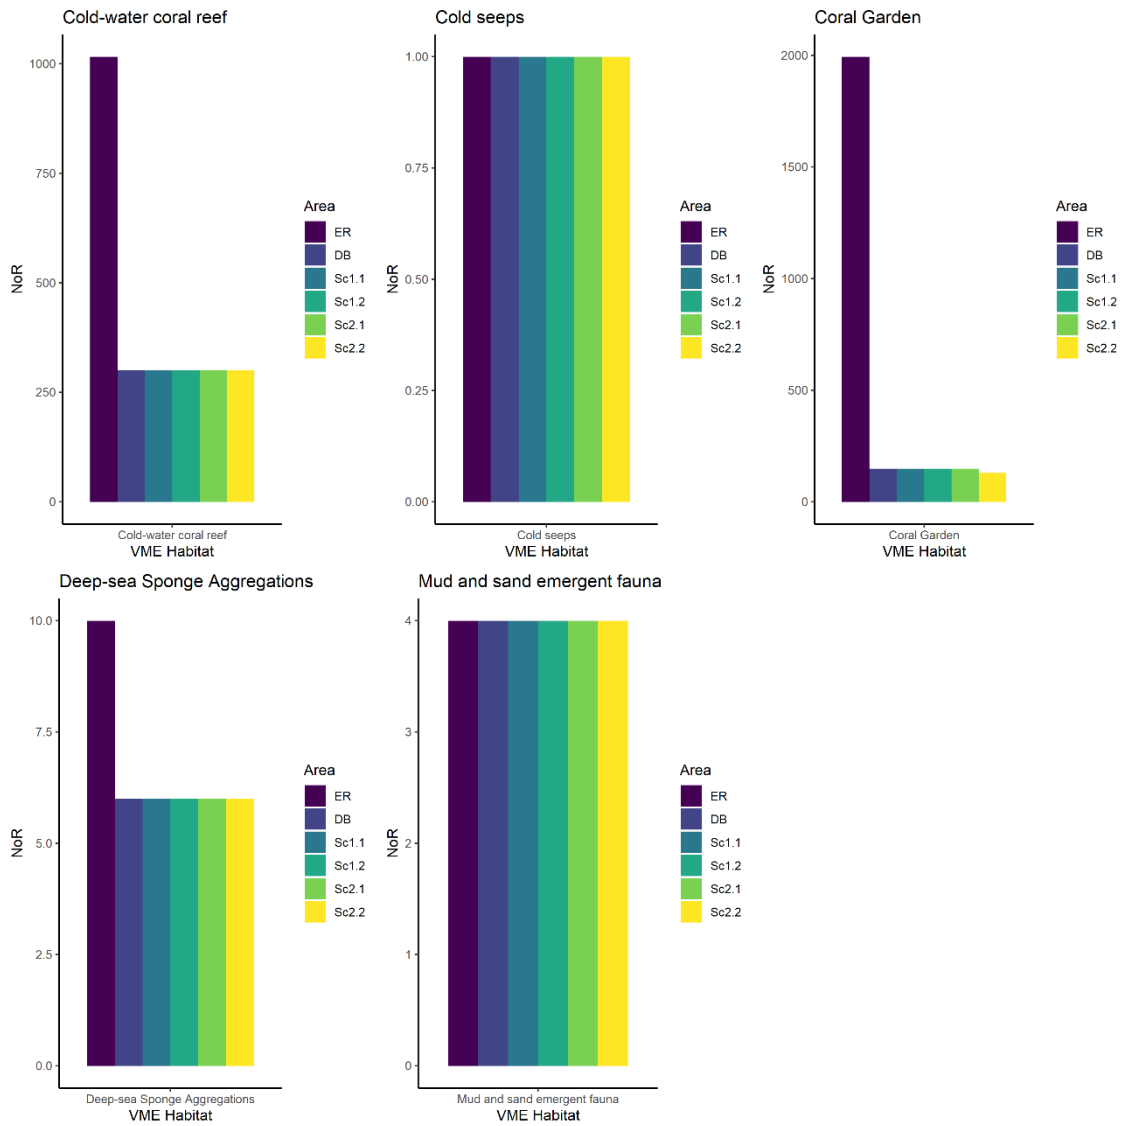 Cold-water coral reef
1000
750
500
250
0
NoR
Cold-water coral reef
VME Habitat
Area
ER
DB
Sc1.1
Sc1.2
Sc2.1
Sc2.2
Cold seeps
1.00
0.75
0.50
0.25
0.00
NoR
Cold seeps
VME Habitat
Area
ER
DB
Sc1.1
Sc1.2
Sc2.1
Sc2.2
Coral Garden
2000
1500
1000
500
0
NoR
Coral Garden
VME Habitat
Area
ER
DB
Sc1.1
Sc1.2
Sc2.1
Sc2.2
Deep-sea Sponge Aggregations
10.0
7.5
5.0
2.5
0.0
NoR
Deep-sea Sponge Aggregations
VME Habitat
Area
ER
DB
Sc1.1
Sc1.2
Sc2.1
Sc2.2
Mud and sand emergent fauna
4
3
2
1
0
NoR
Mud and sand emergent fauna
VME Habitat
Area
ER
DB
Sc1.1
Sc1.2
Sc2.1
Sc2.2